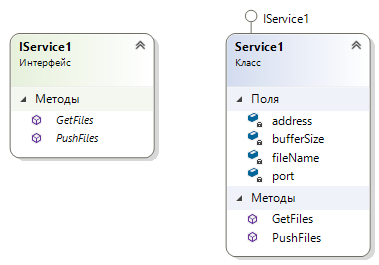 IService1
Интерфейс
Методы
GetFiles
PushFiles
IService1
Service1
Класс
Поля
address
bufferSize
fileName
port
Методы
GetFiles
PushFiles